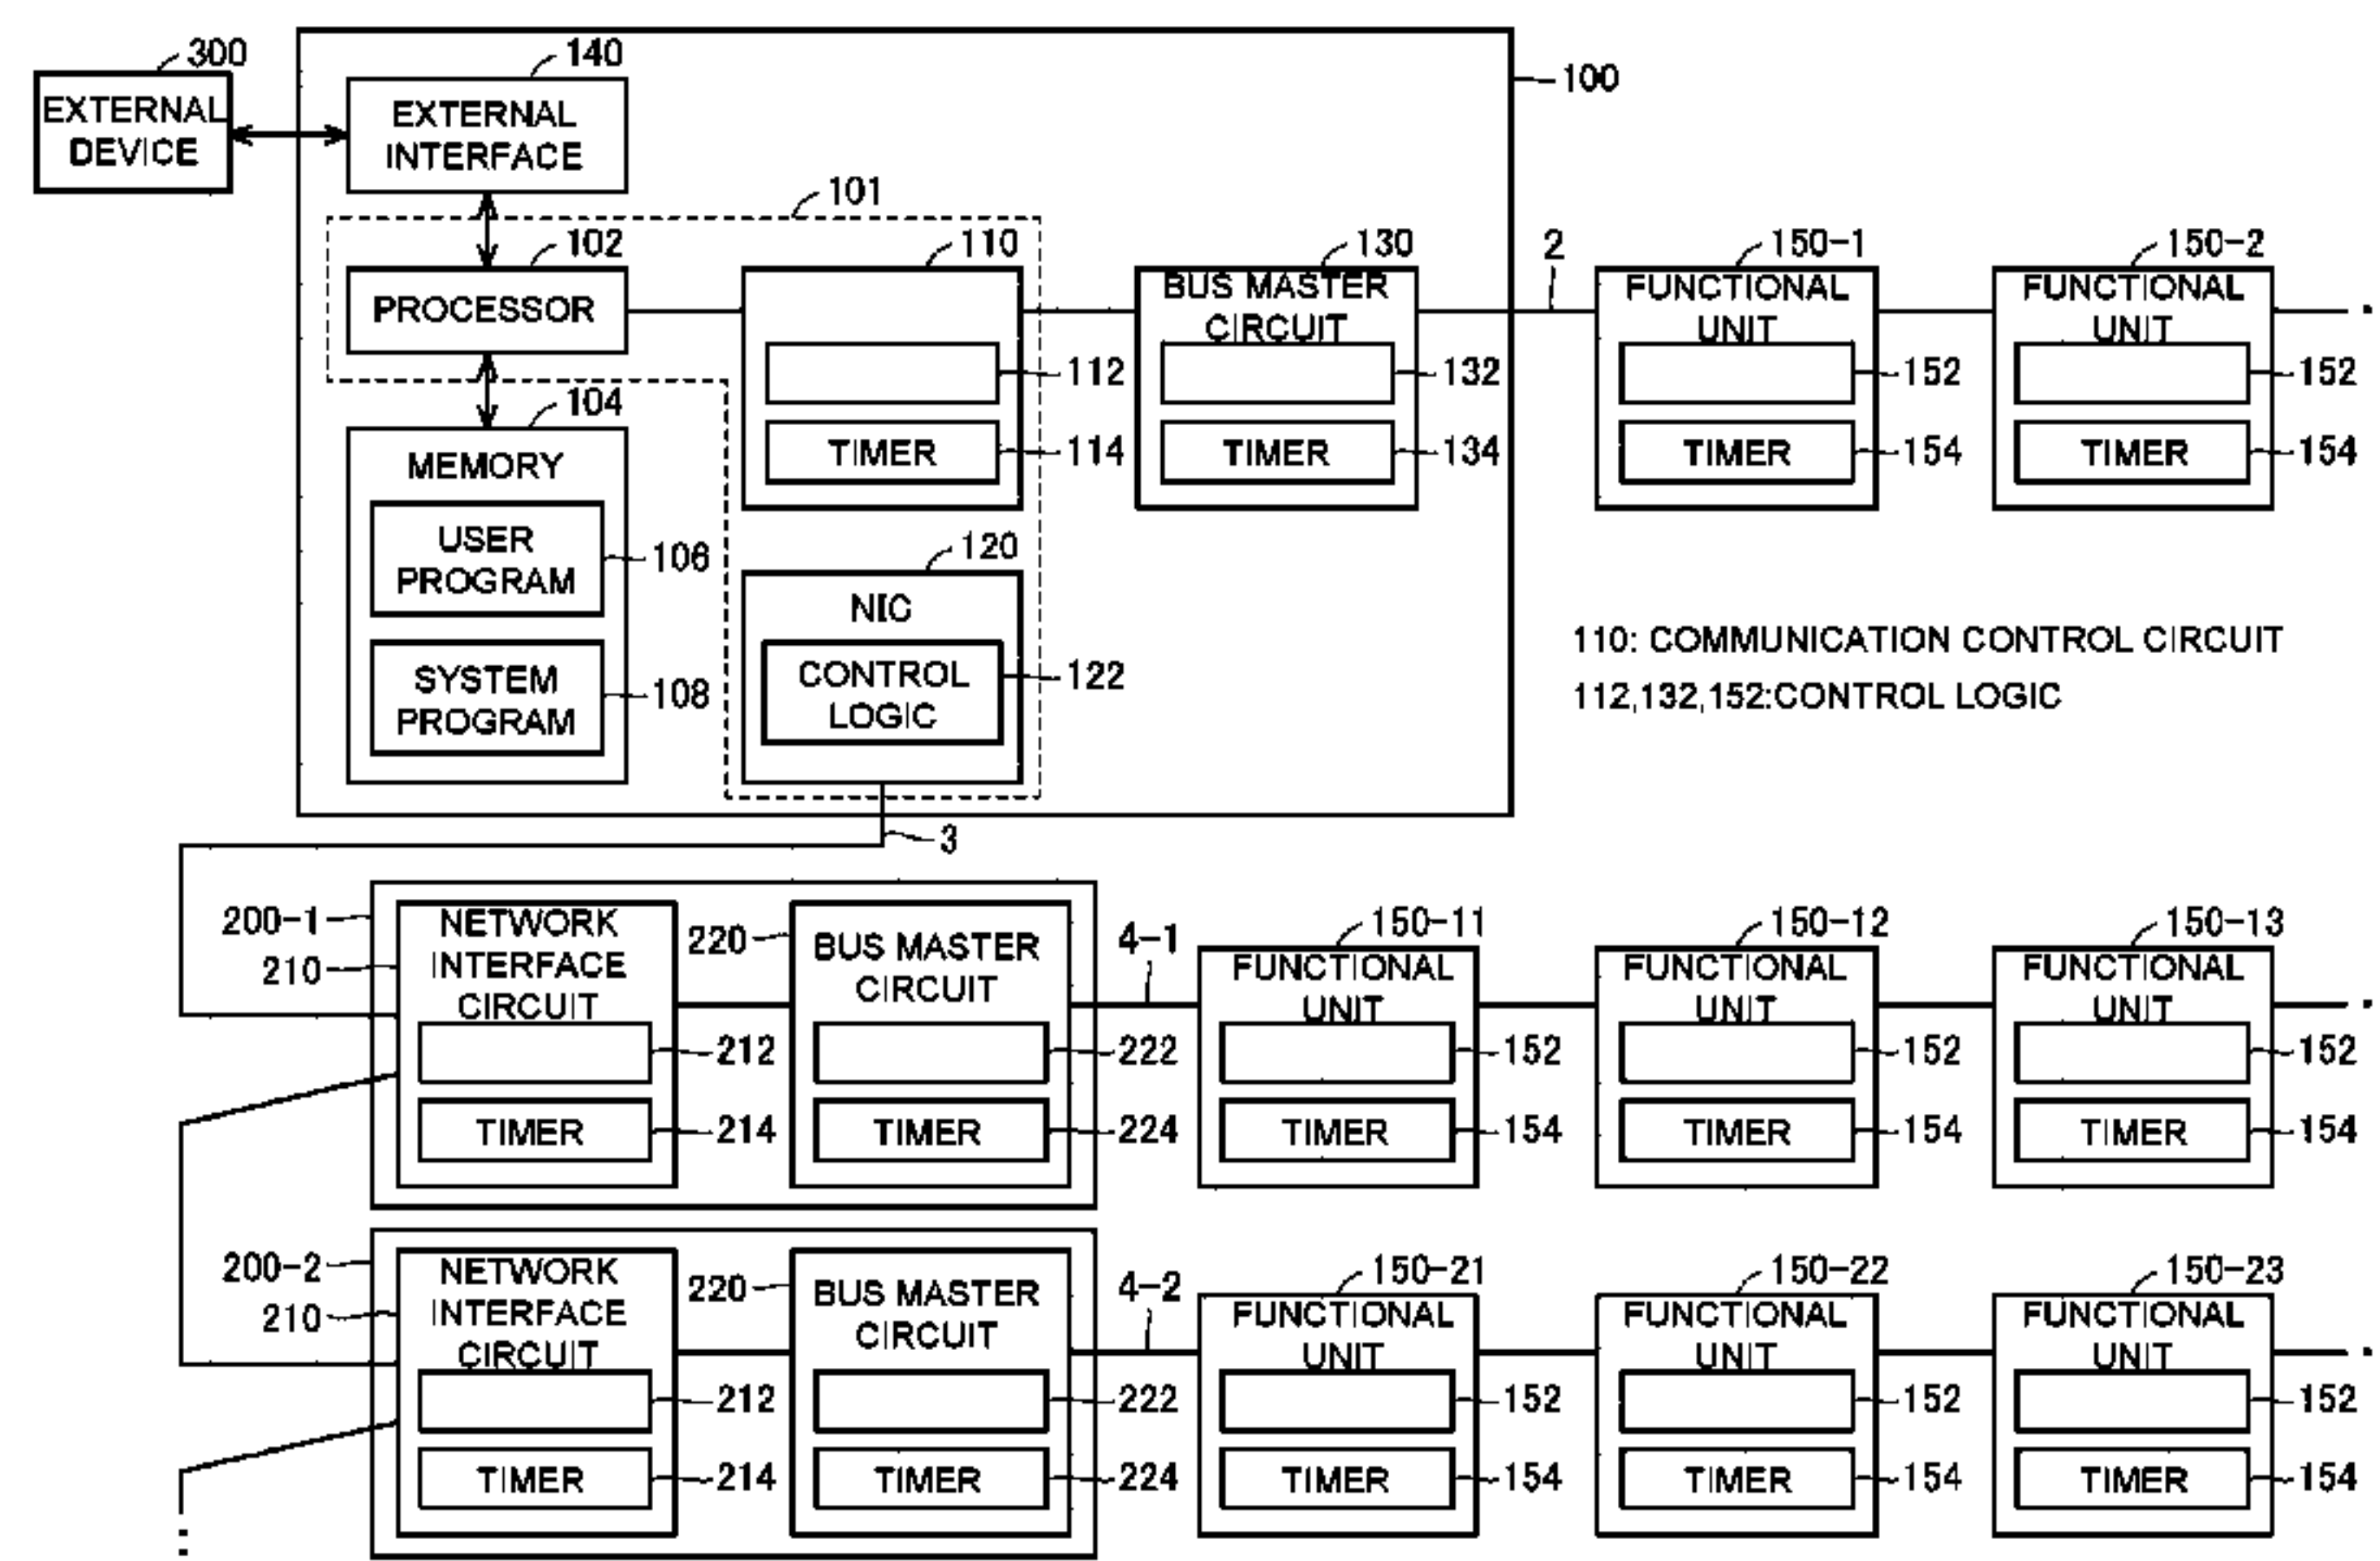 300
EXTERNAL
DEVICE
140
EXTERNAL
INTERFACE
100
101
102
PROCESSOR
110
112
TIMER
114
130
BUS MASTER
CIRCUIT
132
TIMER
134
2
150-1
FUNCTIONAL
UNIT
152
TIMER
154
150-2
FUNCTIONAL
UNIT
152
TIMER
154
104
MEMORY
USER
PROGRAM
106
SYSTEM
PROGRAM
108
120
NIC
CONTROL
LOGIC
122
110: COMMUNICATION CONTROL CIRCUIT
112,132,152:CONTROL LOGIC
3
200-1
210
NETWORK
INTERFACE
CIRCUIT
212
TIMER
214
220
BUS MASTER
CIRCUIT
222
TIMER
224
4-1
150-11
FUNCTIONAL
UNIT
152
TIMER
154
150-12
FUNCTIONAL
UNIT
152
TIMER
154
150-13
FUNCTIONAL
UNIT
152
TIMER
154
200-2
210
NETWORK
INTERFACE
CIRCUIT
212
TIMER
214
220
BUS MASTER
CIRCUIT
222
TIMER
224
4-2
150-21
FUNCTIONAL
UNIT
152
TIMER
154
150-22
FUNCTIONAL
UNIT
152
TIMER
154
150-23
FUNCTIONAL
UNIT
152
TIMER
154